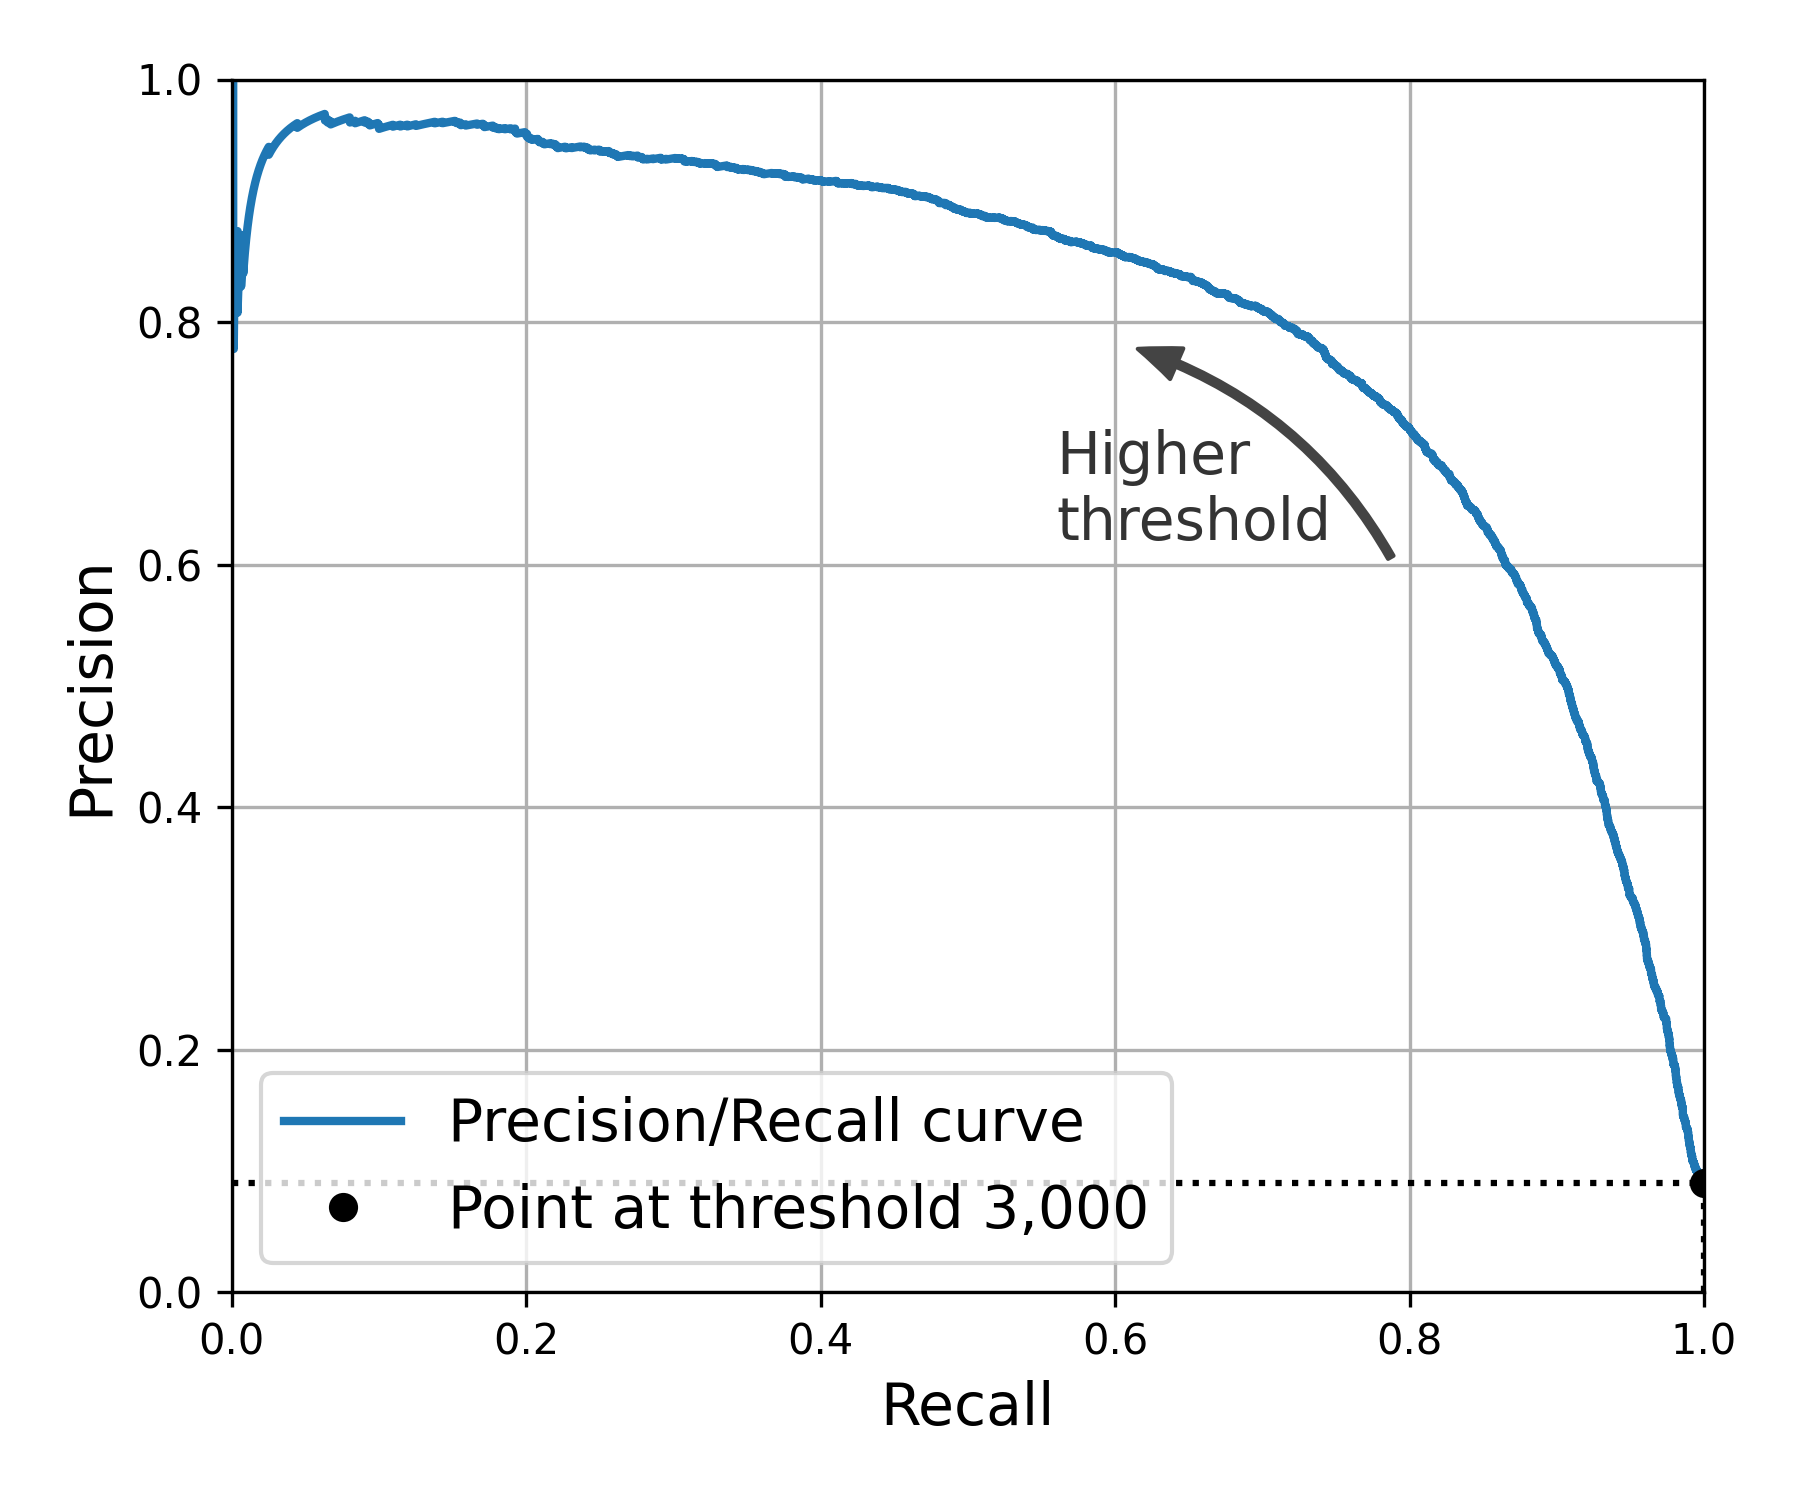 1.0
0.8
0.6
0.4
0.2
0.0
Precision
Higher
threshold
Precision/Recall curve
Point at threshold 3,000
0.0 0.2 0.4 0.6 0.8 1.0
Recall